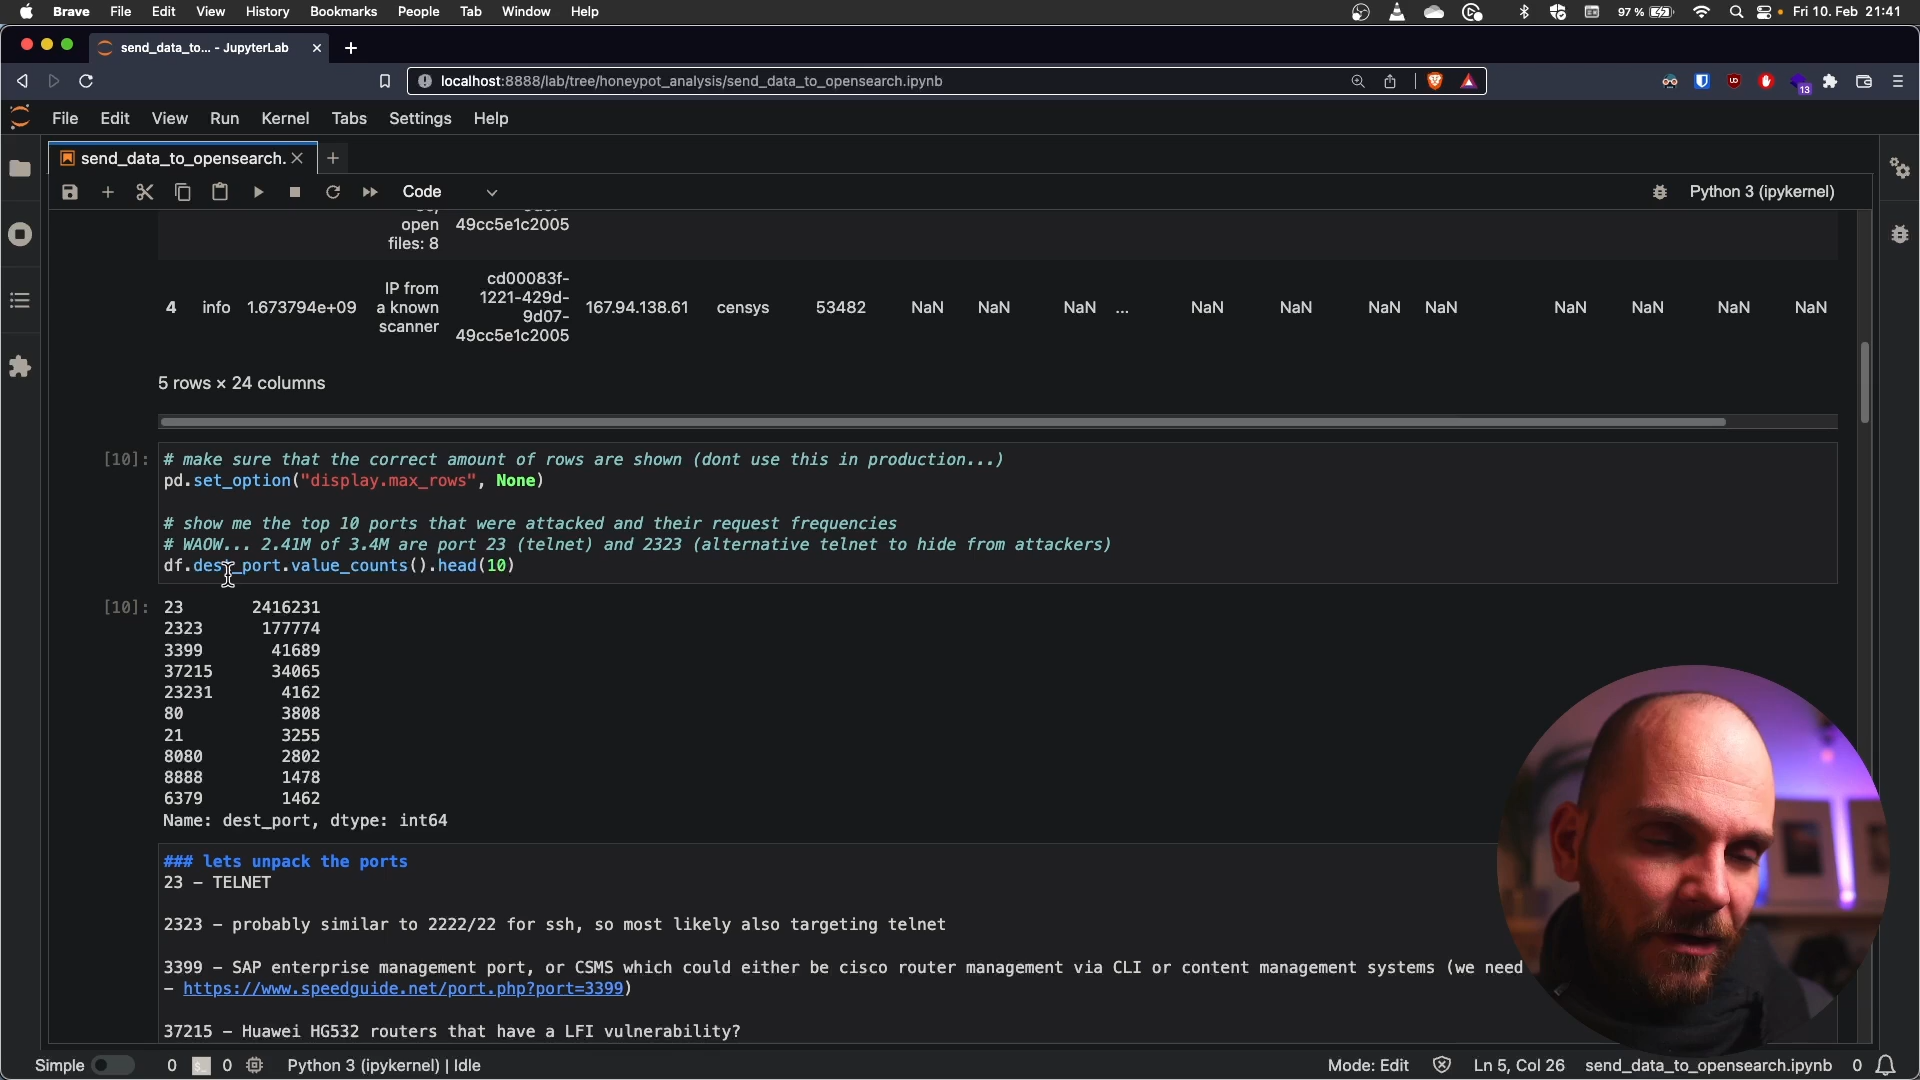 Brave File Edit View History Bookmarks People Tab Window Help 97 % Fri 10. Feb 21:41
send_data_to... - JupyterLab
localhost:8888/lab/tree/honeypot_analysis/send_data_to_opensearch.ipynb
13
File Edit View Run Kernel Tabs Settings Help
send_data_to_opensearch.
Code Python 3 (ipykernel)
open 49cc5e1c2005
files: 8
4 info 1.673794e+09 IP from a known scanner cd00083f-1221-429d-9d07-49cc5e1c2005 167.94.138.61 censys 53482 NaN NaN NaN ... NaN NaN NaN NaN NaN NaN NaN NaN
5 rows × 24 columns
[10]: # make sure that the correct amount of rows are shown (dont use this in production...)
pd.set_option("display.max_rows", None)
# show me the top 10 ports that were attacked and their request frequencies
# WAOW... 2.41M of 3.4M are port 23 (telnet) and 2323 (alternative telnet to hide from attackers)
df.dest_port.value_counts().head(10)
[10]: 23 2416231
2323 177774
3399 41689
37215 34065
23231 4162
80 3808
21 3255
8080 2802
8888 1478
6379 1462
Name: dest_port, dtype: int64
### lets unpack the ports
23 – TELNET
2323 – probably similar to 2222/22 for ssh, so most likely also targeting telnet
3399 – SAP enterprise management port, or CSMS which could either be cisco router management via CLI or content management systems (we need
– https://www.speedguide.net/port.php?port=3399)
37215 – Huawei HG532 routers that have a LFI vulnerability?
Simple 0 0 Python 3 (ipykernel) | Idle Mode: Edit Ln 5, Col 26 send_data_to_opensearch.ipynb 0